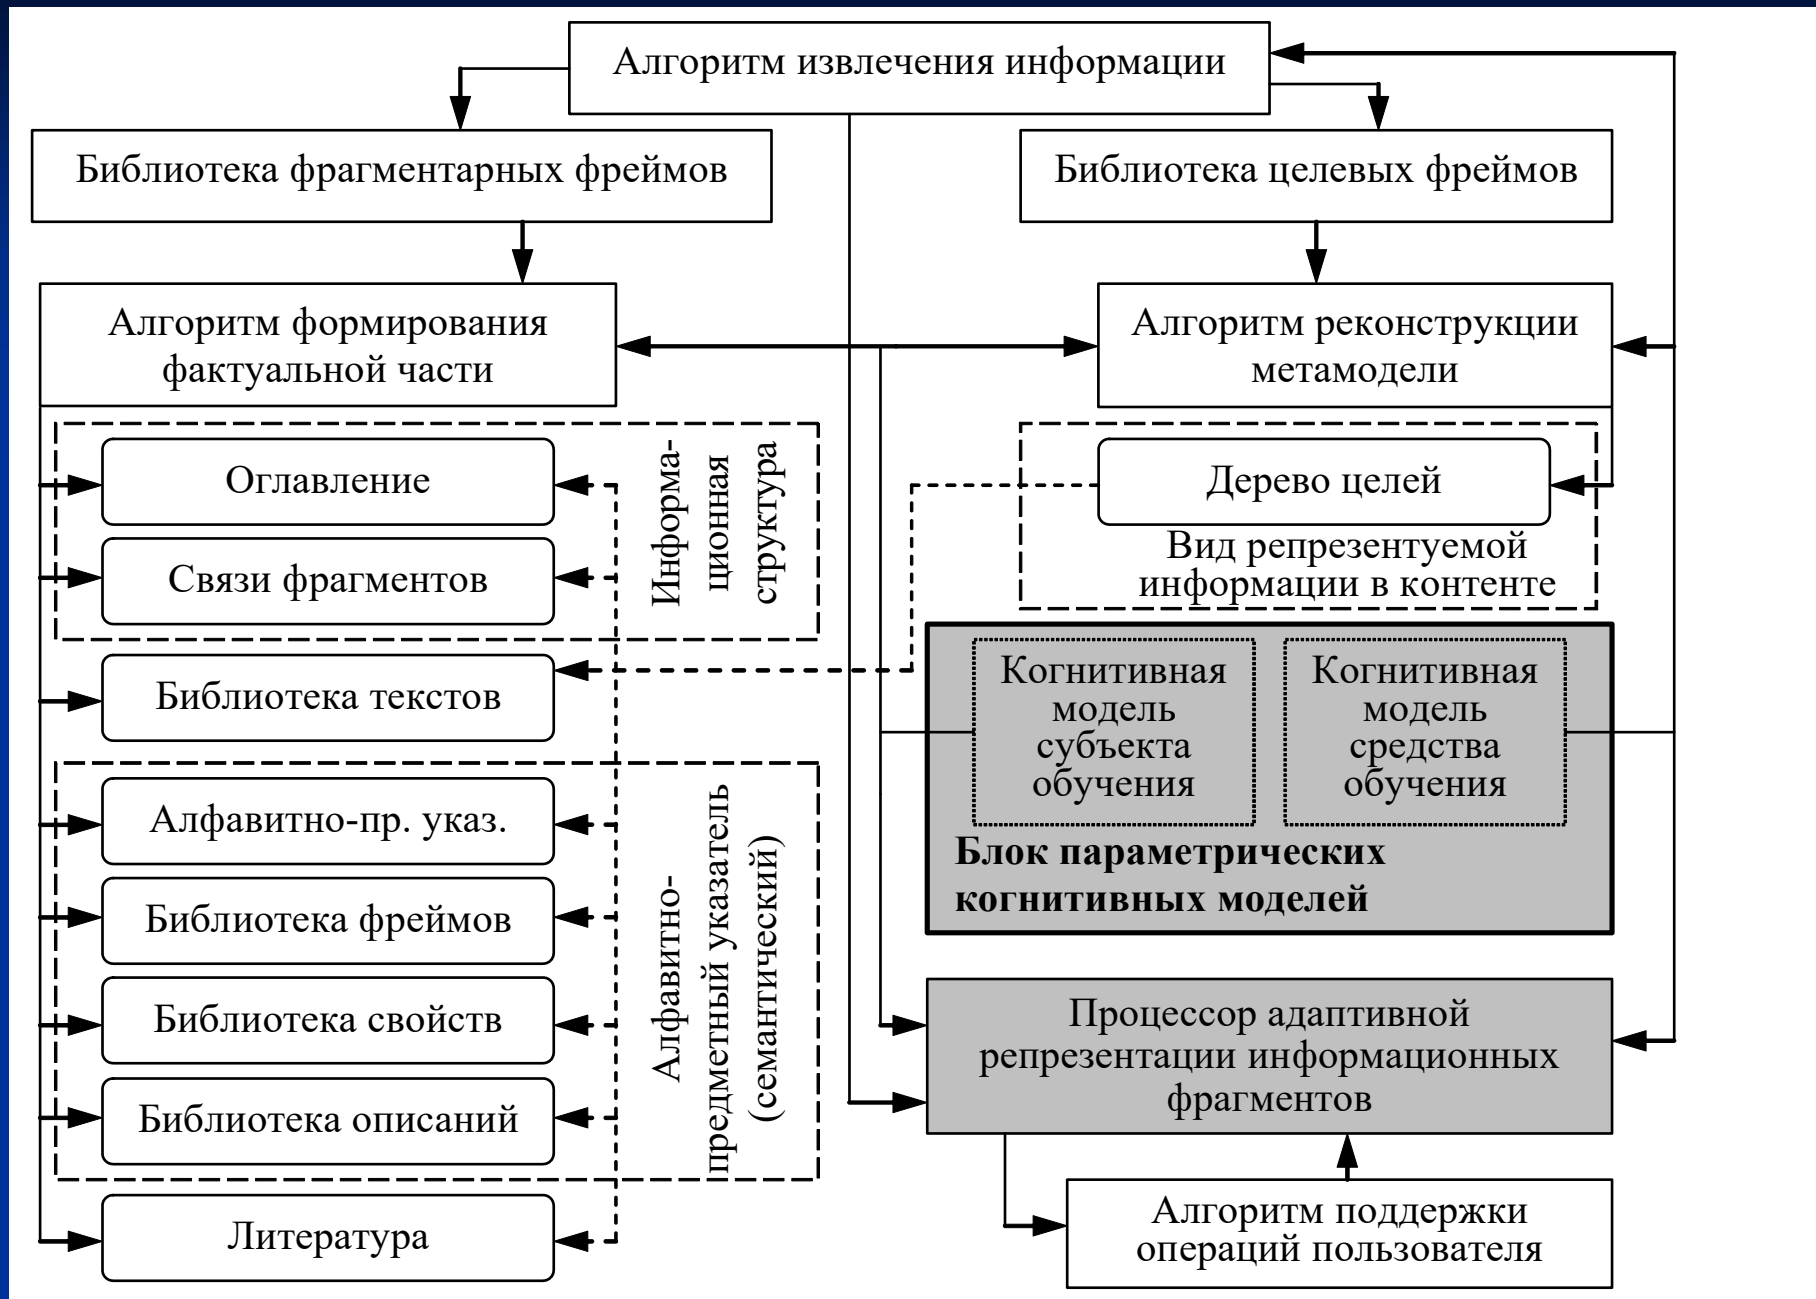 Алгоритм извлечения информации
Библиотека фрагментарных фреймов
Библиотека целевых фреймов
Алгоритм формирования
фактуальной части
Алгоритм реконструкции
метамодели
Оглавление
Связи фрагментов
Информа-
ционная
структура
Дерево целей
Вид репрезентуемой
информации в контенте
Библиотека текстов
Когнитивная
модель
субъекта
обучения
Когнитивная
модель
средства
обучения
Блок параметрических
когнитивных моделей
Алфавитно-пр. указ.
Библиотека фреймов
Библиотека свойств
Библиотека описаний
Алфавитно-
предметный указатель
(семантический)
Литература
Процессор адаптивной
репрезентации информационных
фрагментов
Алгоритм поддержки
операций пользователя